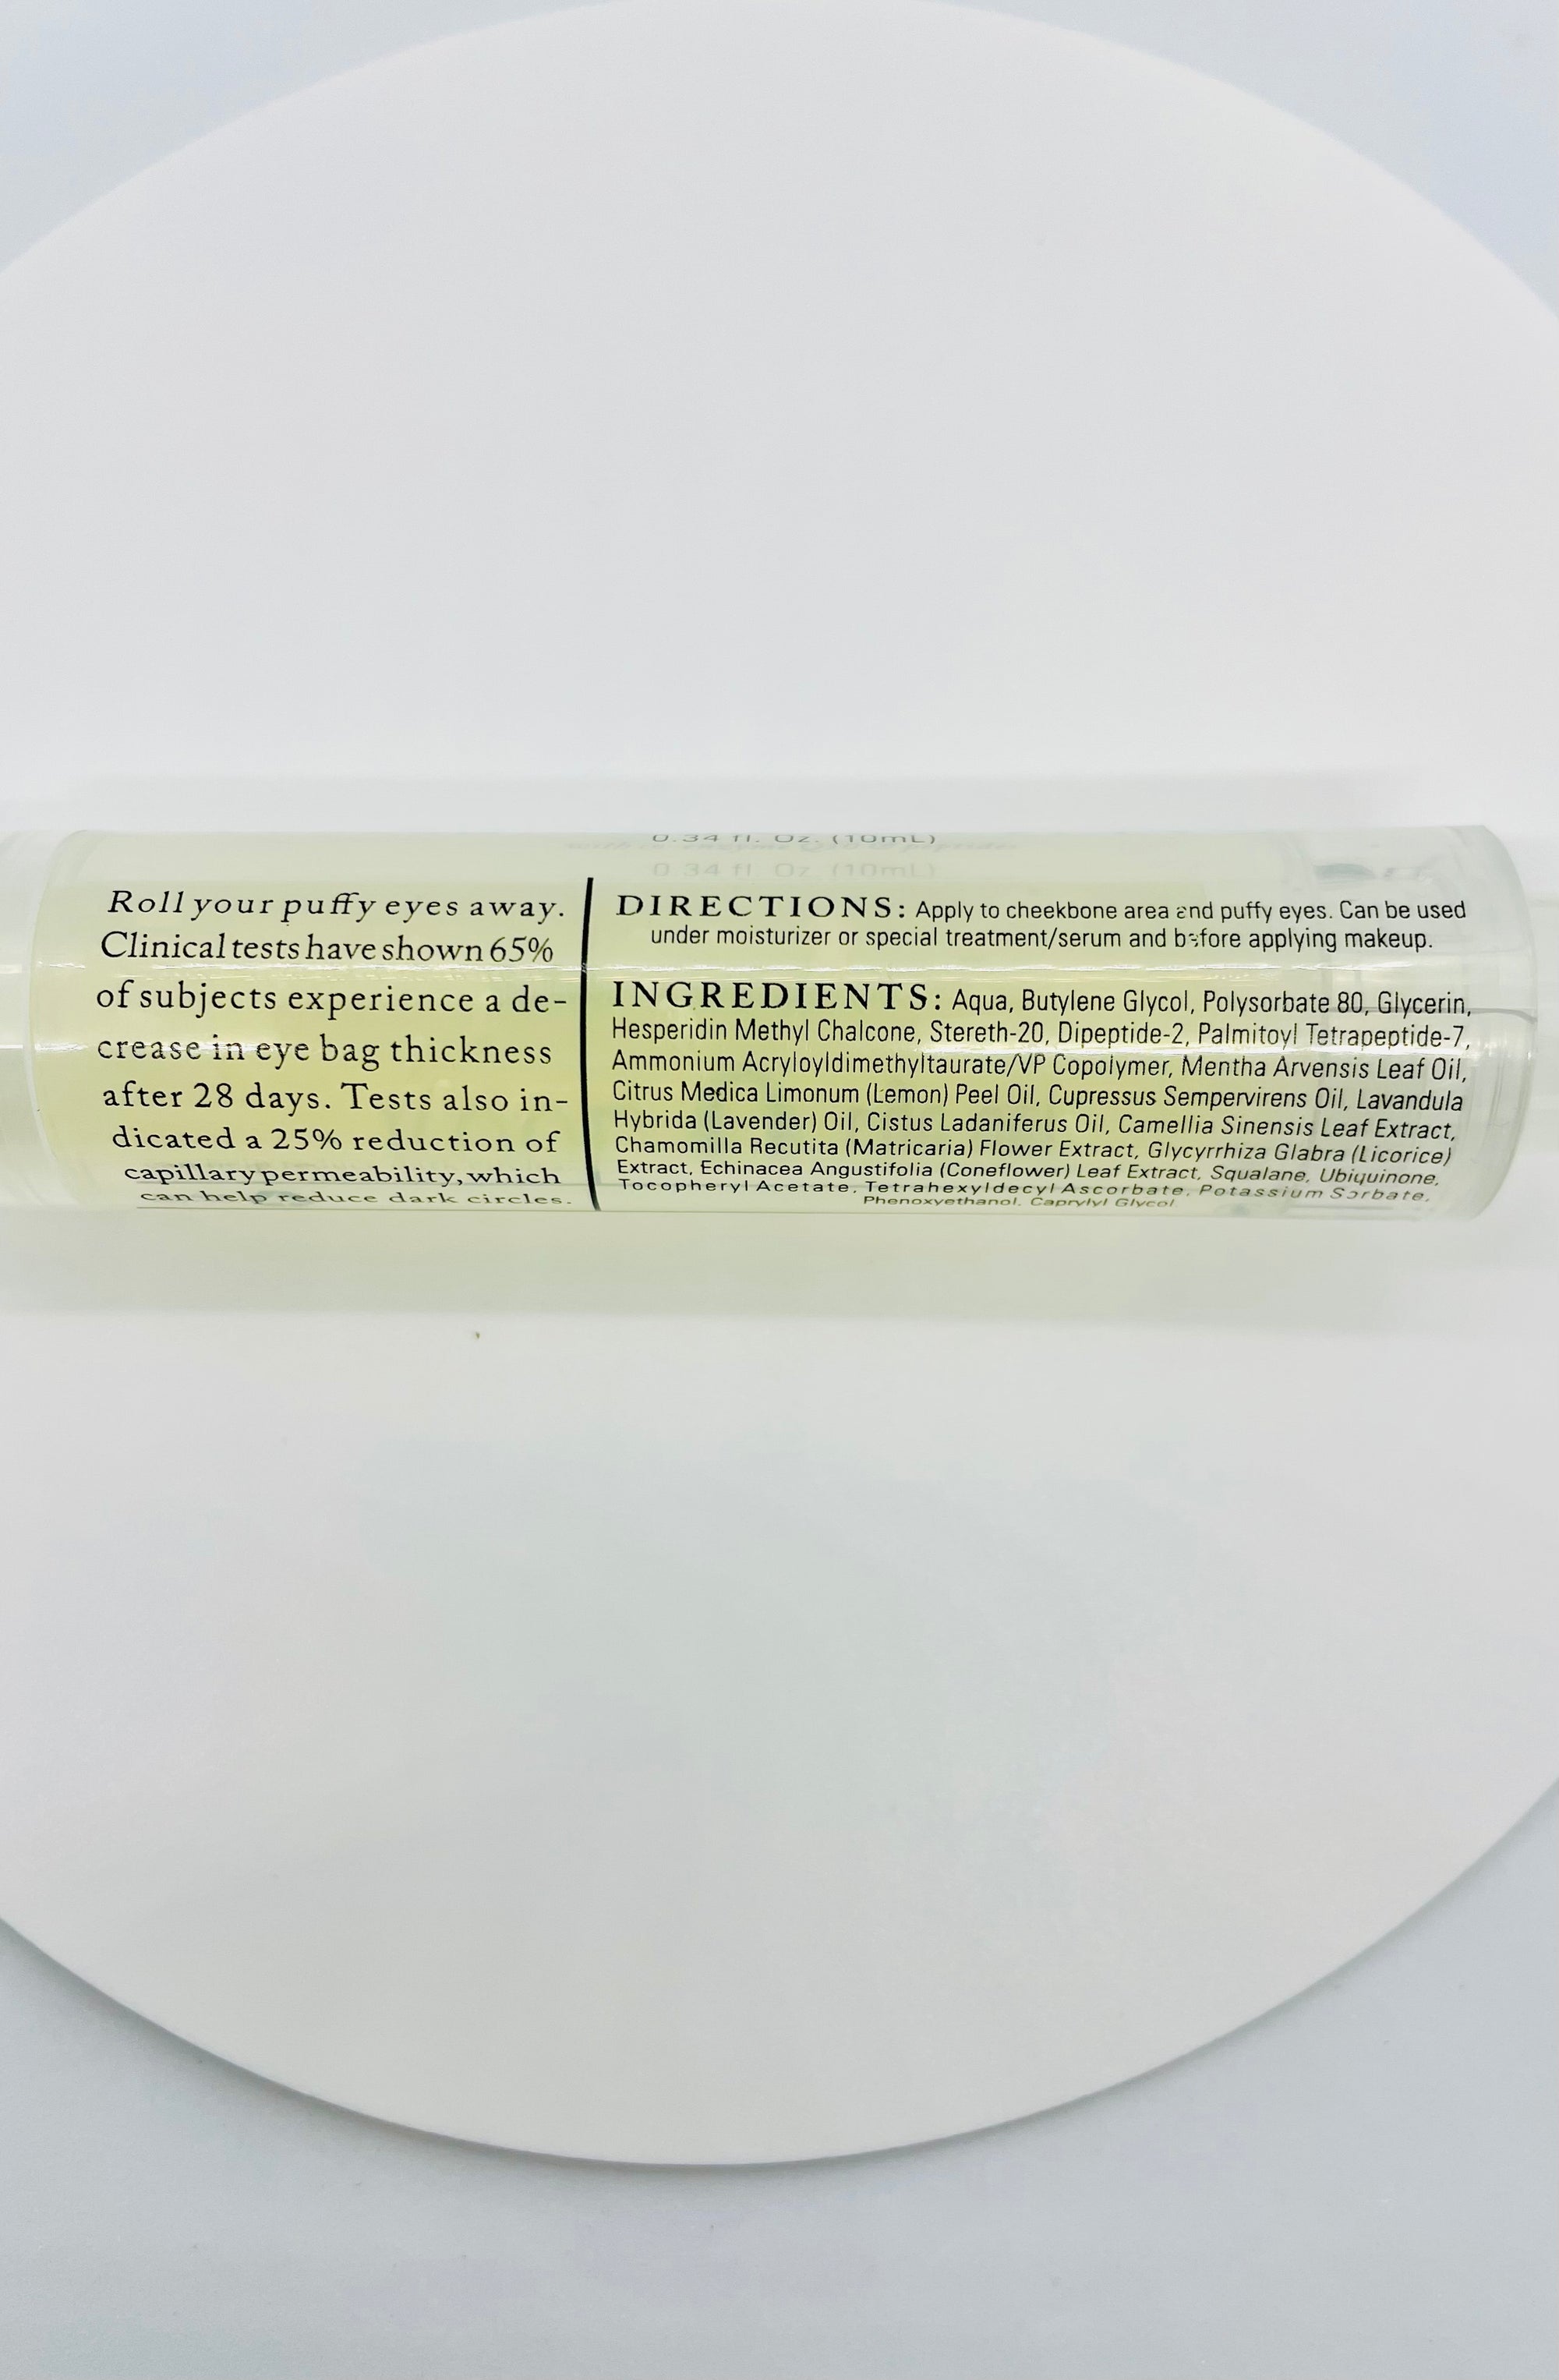 0.34 fl. Oz. (10mL)
0.34 fl. Oz. (10mL)
Roll your puffy eyes away.
Clinical tests have shown 65%
of subjects experience a de-
crease in eye bag thickness
after 28 days. Tests also in-
dicated a 25% reduction of
capillary permeability, which
can help reduce dark circles.
DIRECTIONS: Apply to cheekbone area and puffy eyes. Can be used
under moisturizer or special treatment/serum and before applying makeup.
INGREDIENTS: Aqua, Butylene Glycol, Polysorbate 80, Glycerin,
Hesperidin Methyl Chalcone, Stereth-20, Dipeptide-2, Palmitoyl Tetrapeptide-7,
Ammonium Acryloyldimethyltaurate/VP Copolymer, Mentha Arvensis Leaf Oil,
Citrus Medica Limonum (Lemon) Peel Oil, Cupressus Sempervirens Oil, Lavandula
Hybrida (Lavender) Oil, Cistus Ladaniferus Oil, Camellia Sinensis Leaf Extract,
Chamomilla Recutita (Matricaria) Flower Extract, Glycyrrhiza Glabra (Licorice)
Extract, Echinacea Angustifolia (Coneflower) Leaf Extract, Squalane, Ubiquinone,
Tocopheryl Acetate, Tetrahexyldecyl Ascorbate, Potassium Sorbate,
Phenoxyethanol, Caprylyl Glycol